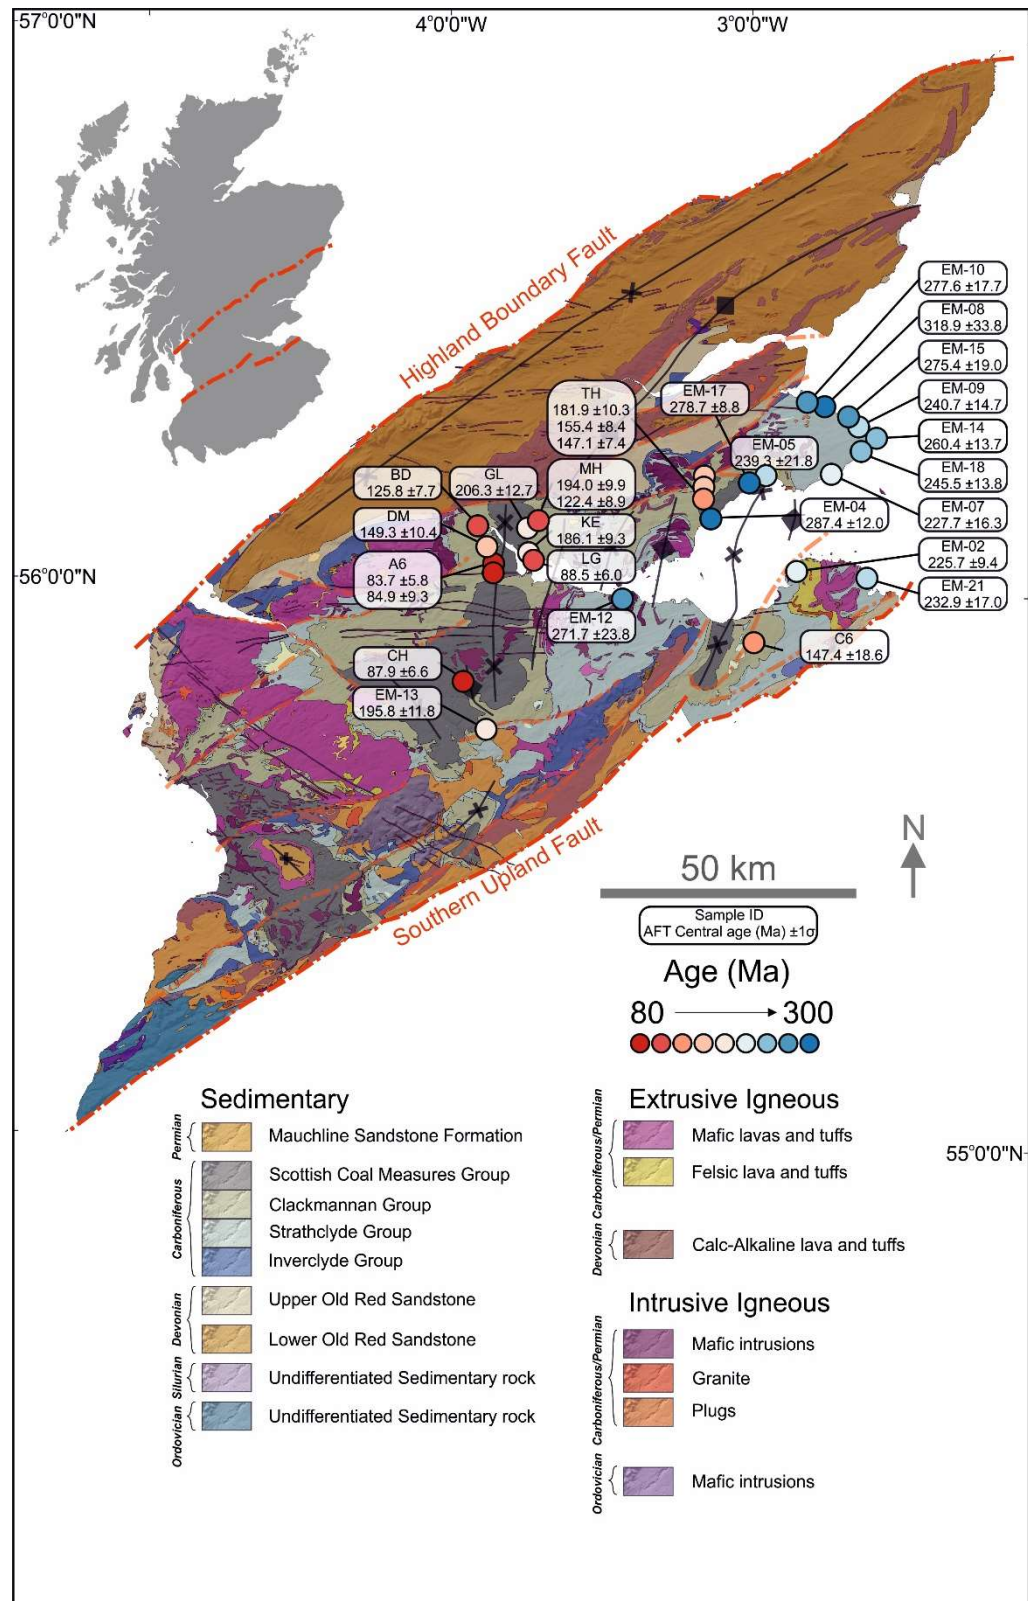 57°0'0"N
4°0'0"W
3°0'0"W
Highland Boundary Fault
EM-10
277.6 ±17.7
EM-08
318.9 ±33.8
EM-15
275.4 ±19.0
EM-09
240.7 ±14.7
EM-14
260.4 ±13.7
EM-18
245.5 ±13.8
EM-07
227.7 ±16.3
EM-02
225.7 ±9.4
EM-21
232.9 ±17.0
TH
181.9 ±10.3
155.4 ±8.4
147.1 ±7.4
EM-17
278.7 ±8.8
EM-05
239.3 ±21.8
EM-04
287.4 ±12.0
BD
125.8 ±7.7
GL
206.3 ±12.7
MH
194.0 ±9.9
122.4 ±8.9
DM
149.3 ±10.4
KE
186.1 ±9.3
LG
88.5 ±6.0
A6
83.7 ±5.8
84.9 ±9.3
56°0'0"N
EM-12
271.7 ±23.8
C6
147.4 ±18.6
CH
87.9 ±6.6
EM-13
195.8 ±11.8
Southern Upland Fault
50 km
N
Sample ID
AFT Central age (Ma) ±1σ
Age (Ma)
80
300
55°0'0"N
Sedimentary
Permian
Mauchline Sandstone Formation
Carboniferous
Scottish Coal Measures Group
Clackmannan Group
Strathclyde Group
Inverclyde Group
Devonian
Upper Old Red Sandstone
Lower Old Red Sandstone
Silurian
Undifferentiated Sedimentary rock
Ordovician
Undifferentiated Sedimentary rock
Extrusive Igneous
Carboniferous/Permian
Mafic lavas and tuffs
Felsic lava and tuffs
Devonian
Calc-Alkaline lava and tuffs
Intrusive Igneous
Carboniferous/Permian
Mafic intrusions
Granite
Plugs
Ordovician
Mafic intrusions